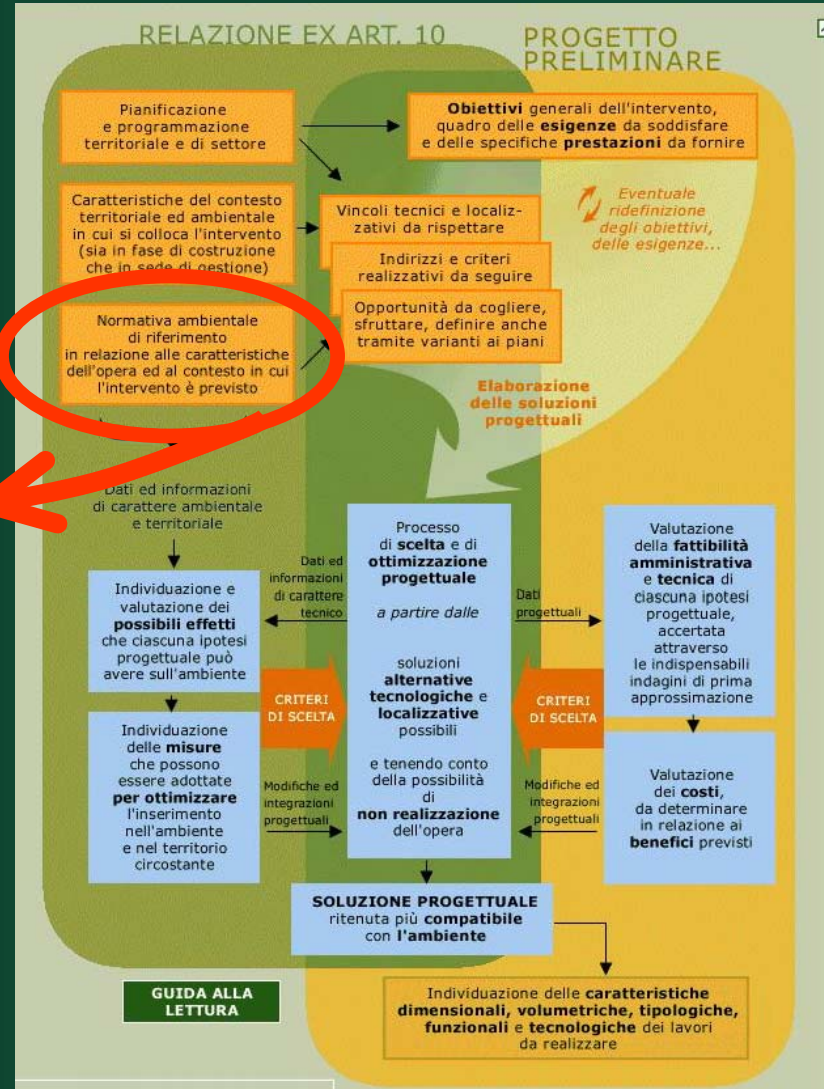 RELAZIONE EX ART. 10
PROGETTO
PRELIMINARE
Pianificazione
e programmazione
territoriale e di settore
Obiettivi generali dell'intervento,
quadro delle esigenze da soddisfare
e delle specifiche prestazioni da fornire
Caratteristiche del contesto
territoriale ed ambientale
in cui si colloca l'intervento
(sia in fase di costruzione
che in sede di gestione)
Vincoli tecnici e localiz-
zativi da rispettare
Indirizzi e criteri
realizzativi da seguire
Opportunità da cogliere,
sfruttare, definire anche
tramite varianti ai piani
Eventuale
ridefinizione
degli obiettivi,
delle esigenze...
Normativa ambientale
di riferimento
in relazione alle caratteristiche
dell'opera ed al contesto in cui
l'intervento è previsto
Elaborazione
delle soluzioni
progettuali
Dati ed informazioni
di carattere ambientale
e territoriale
Individuazione e
valutazione dei
possibili effetti
che ciascuna ipotesi
progettuale può
avere sull'ambiente
Dati ed
informazioni
di carattere
tecnico
Processo
di scelta e di
ottimizzazione
progettuale
a partire dalle
soluzioni
alternative
tecnologiche e
localizzative
possibili
e tenendo conto
della possibilità
di
non realizzazione
dell'opera
Dati
progettuali
Valutazione
della fattibilità
amministrativa
e tecnica di
ciascuna ipotesi
progettuale,
accertata
attraverso
le indispensabili
indagini di prima
approssimazione
CRITERI
DI SCELTA
CRITERI
DI SCELTA
Individuazione
delle misure
che possono
essere adottate
per ottimizzare
l'inserimento
nell'ambiente
e nel territorio
circostante
Modifiche ed
integrazioni
progettuali
Modifiche ed
integrazioni
progettuali
Valutazione
dei costi,
da determinare
in relazione ai
benefici previsti
SOLUZIONE PROGETTUALE
ritenuta più compatibile
con l'ambiente
GUIDA ALLA
LETTURA
Individuazione delle caratteristiche
dimensionali, volumetriche, tipologiche,
funzionali e tecnologiche dei lavori
da realizzare